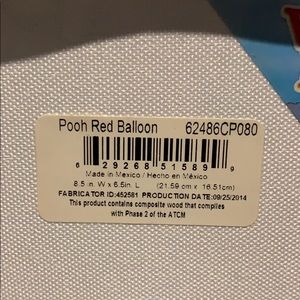 Pooh Red Balloon 62486CP080
6 29268 51589 9
Made in Mexico / Hecho en México
8.5 in. W x 6.5in. L (21.59 cm x 16.51cm)
FABRICATOR ID:452581 PRODUCTION DATE:09/25/2014
This product contains composite wood that complies
with Phase 2 of the ATCM